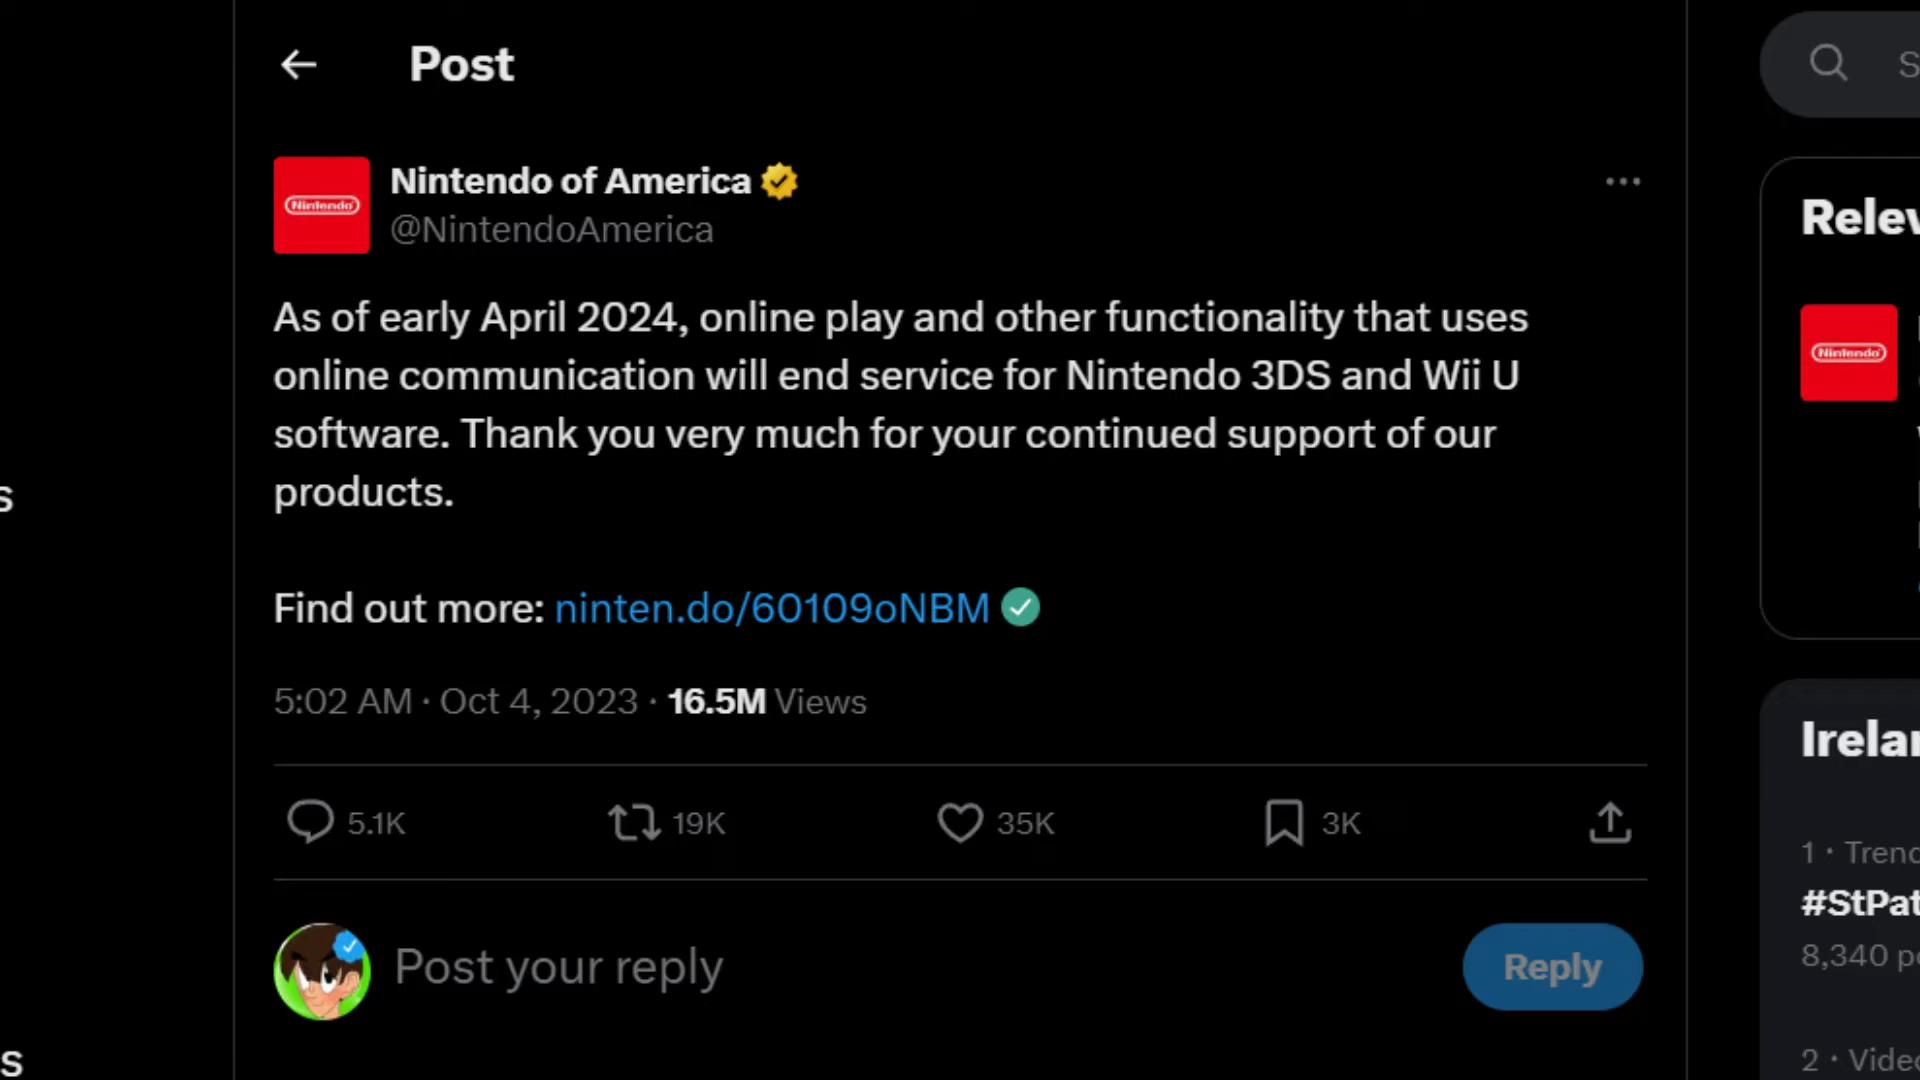 Post
Nintendo of America
@NintendoAmerica
Nintendo
As of early April 2024, online play and other functionality that uses
online communication will end service for Nintendo 3DS and Wii U
software. Thank you very much for your continued support of our
products.
Find out more: ninten.do/60109oNBM
5:02 AM · Oct 4, 2023 · 16.5M Views
5.1K 19K 35K 3K
Post your reply
Reply
S
Relev
Nintendo
Irelar
1 · Trend
#StPat
8,340 po
2 · Vide
s
s